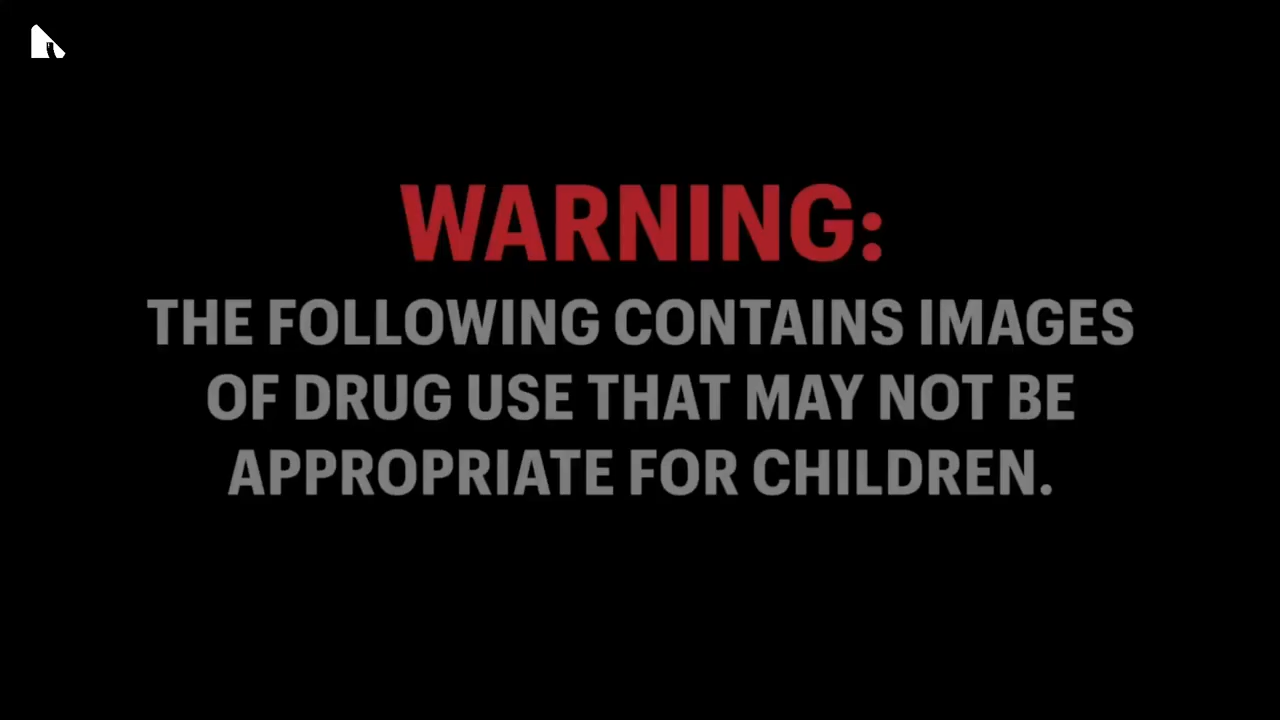 WARNING:
THE FOLLOWING CONTAINS IMAGES
OF DRUG USE THAT MAY NOT BE
APPROPRIATE FOR CHILDREN.